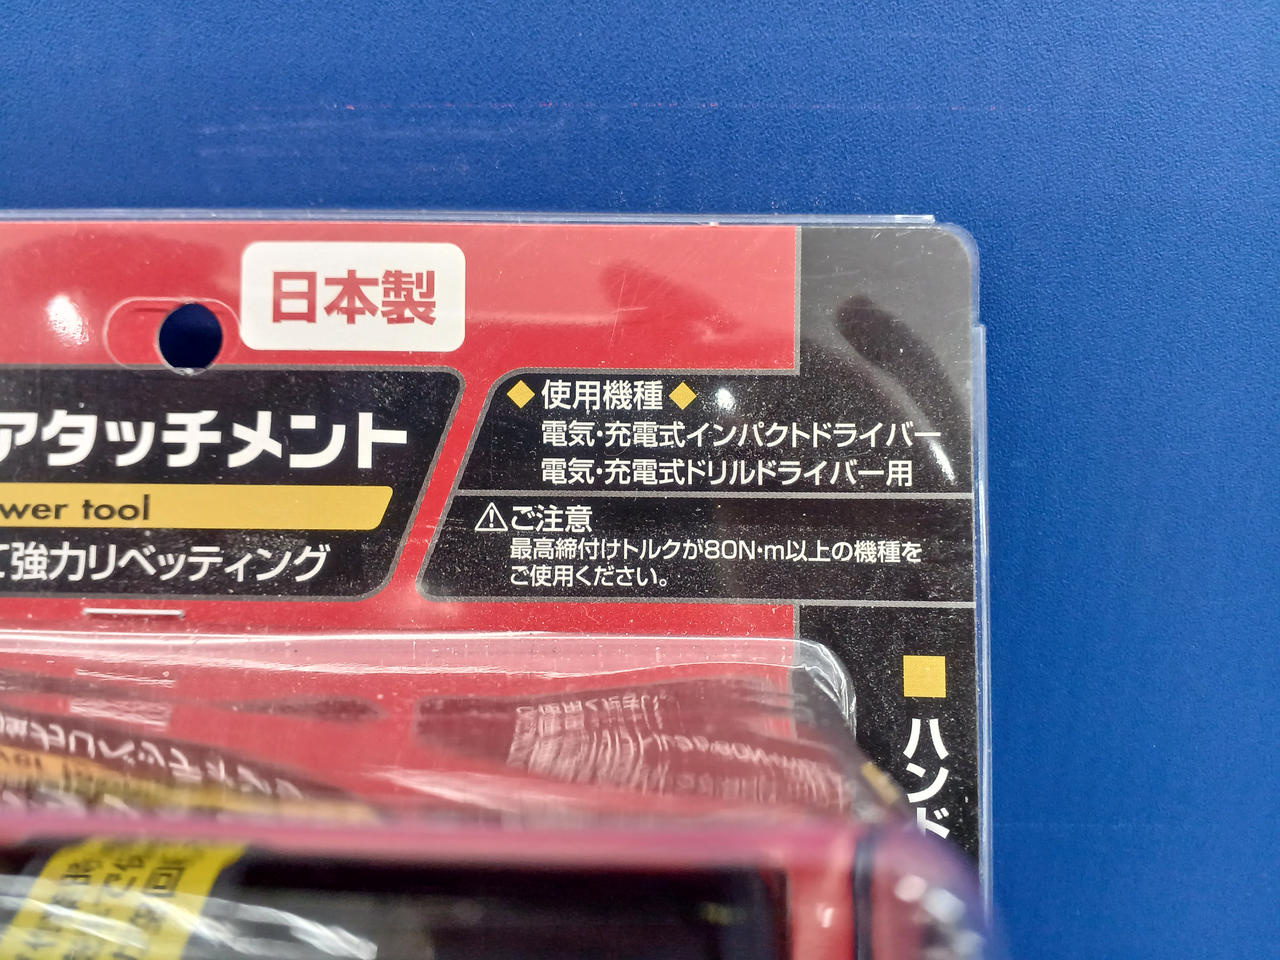 日本製
アタッチメント
wer tool
て強力リベッティング
◆使用機種◆
電気・充電式インパクトドライバー
電気・充電式ドリルドライバー用
⚠ご注意
最高締付けトルクが80N・m以上の機種を
ご使用ください。
■ハンド